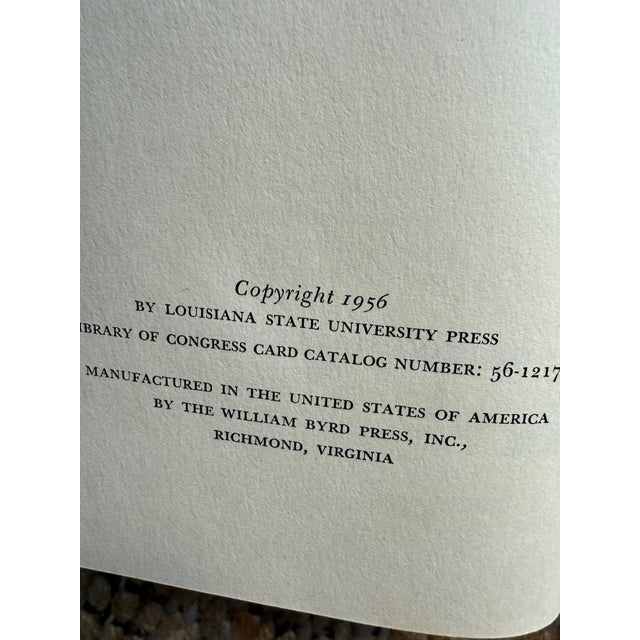 Copyright 1956
BY LOUISIANA STATE UNIVERSITY PRESS
IBRARY OF CONGRESS CARD CATALOG NUMBER: 56-1217
MANUFACTURED IN THE UNITED STATES OF AMERICA
BY THE WILLIAM BYRD PRESS, INC.,
RICHMOND, VIRGINIA